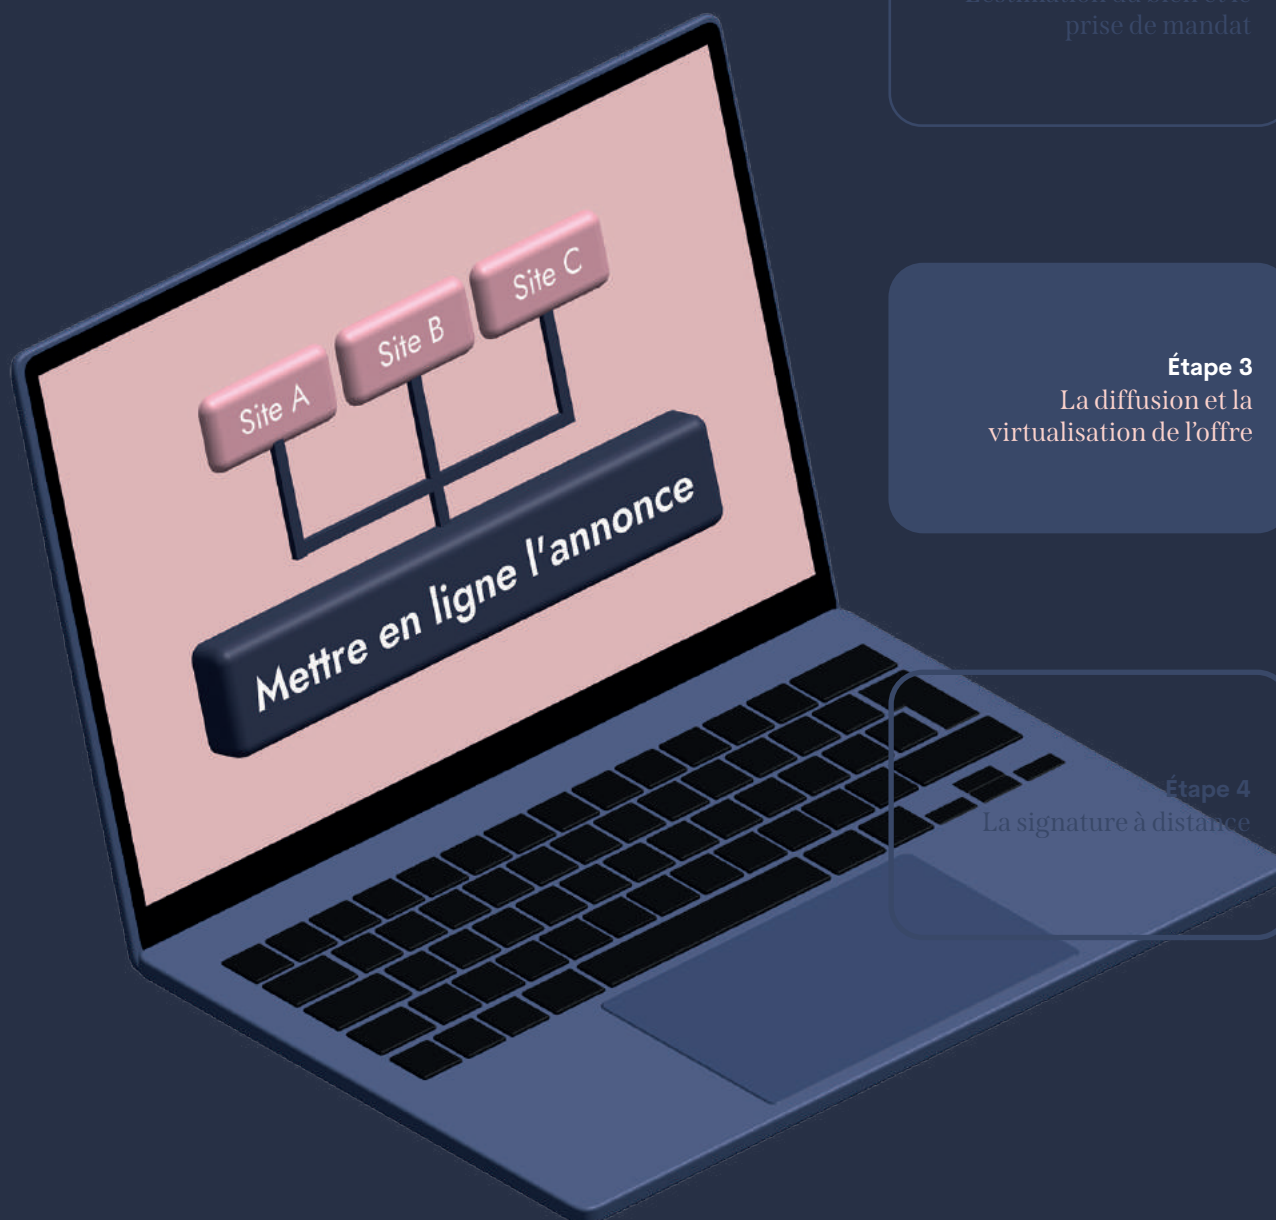 prise de mandat
Site A
Site B
Site C
Mettre en ligne l'annonce
Étape 3
La diffusion et la
virtualisation de l'offre
Étape 4
La signature à distance